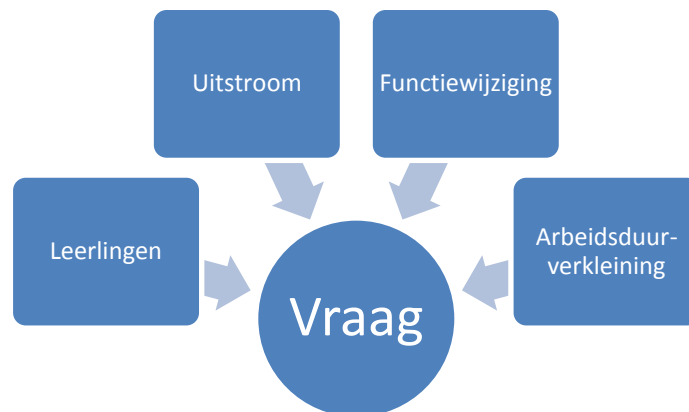 Uitstroom
Functiewijziging
Leerlingen
Arbeidsduur-
verkleining
Vraag